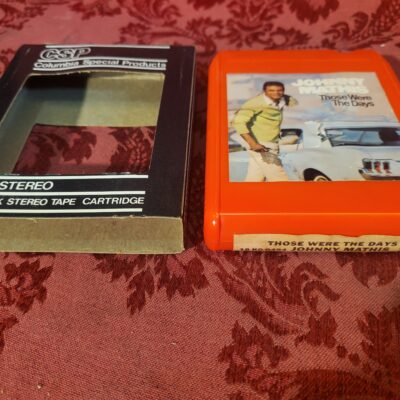 CSP
Columbia Special Products
STEREO
K STEREO TAPE CARTRIDGE
JOHNNY
MATHIS
Those Were
The Days
THOSE WERE THE DAYS
JOHNNY MATHIS